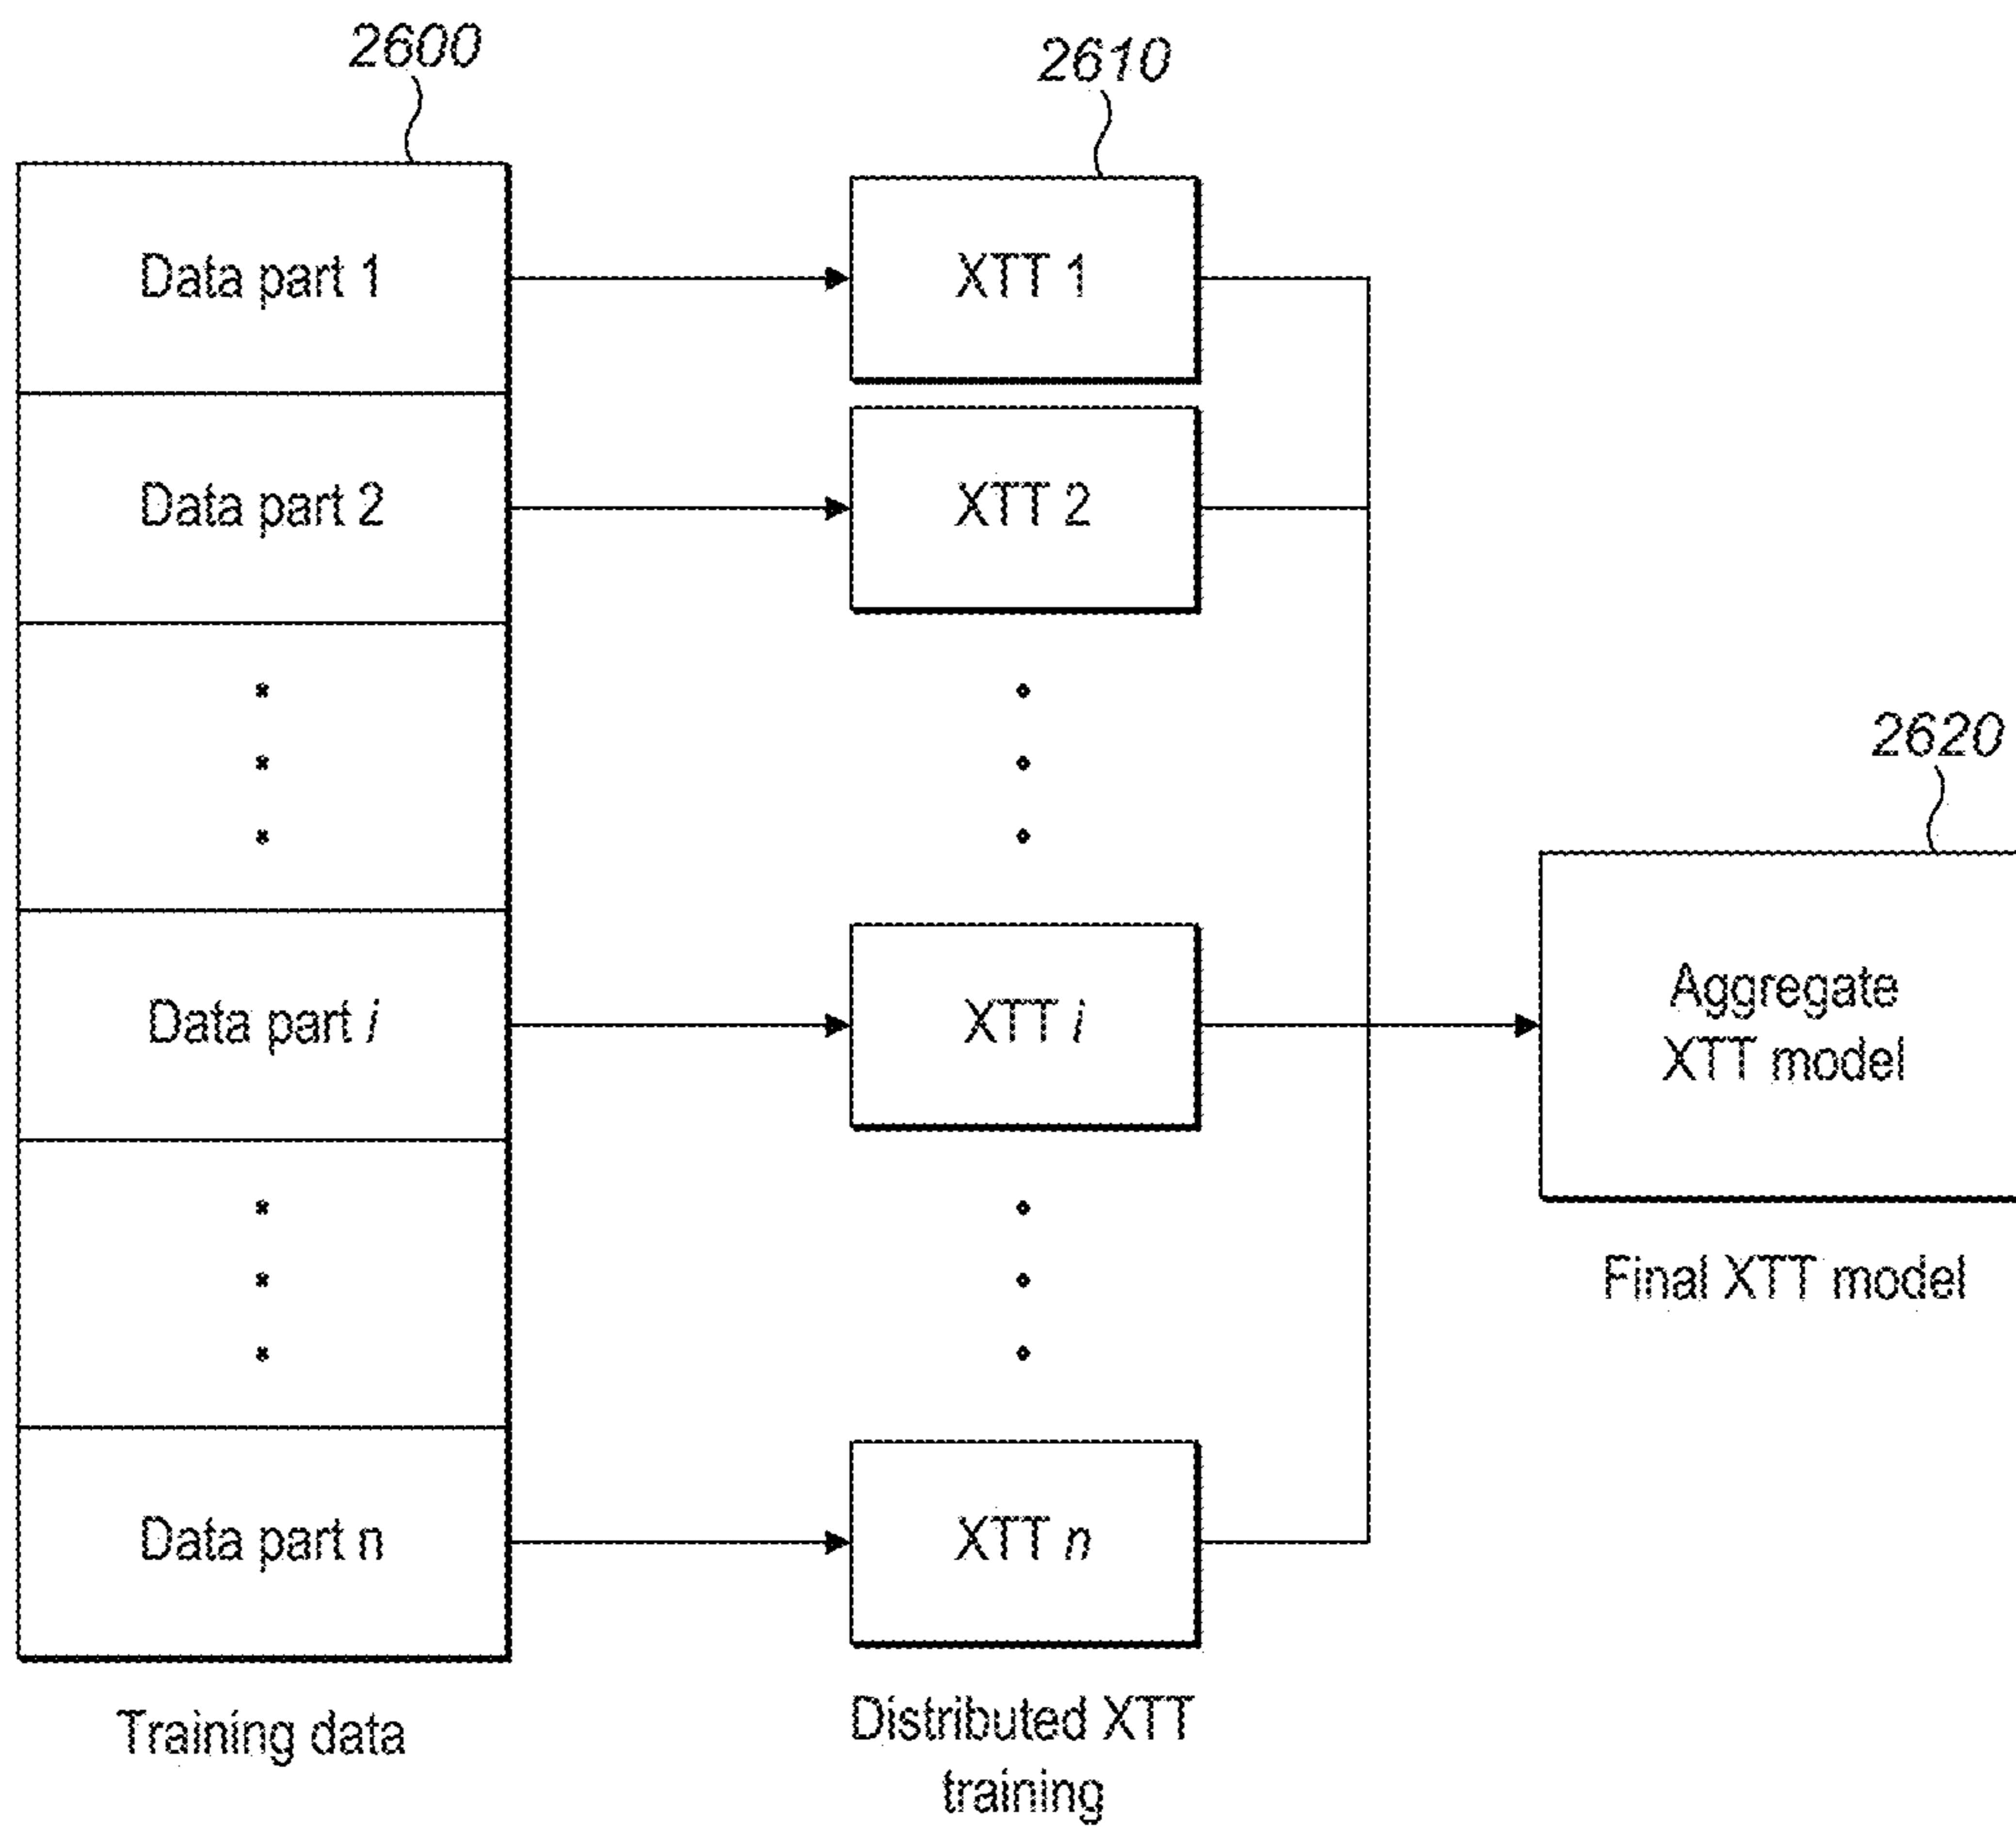 2600
2610
Data part 1
XTT 1
Data part 2
XTT 2
2620
Data part i
XTT i
Aggregate
XTT model
Final XTT model
Data part n
XTT n
Training data
Distributed XTT
training